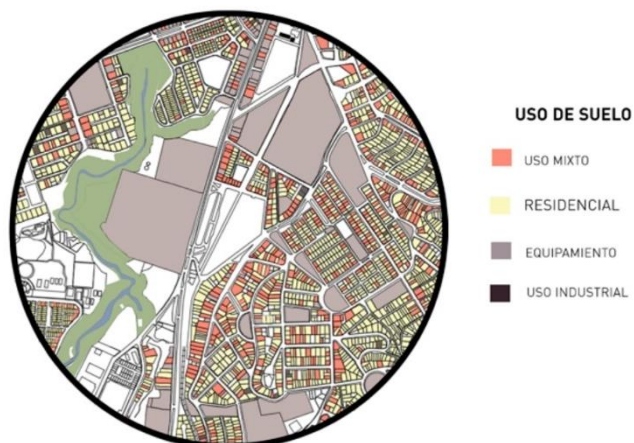 USO DE SUELO
USO MIXTO
RESIDENCIAL
EQUIPAMIENTO
USO INDUSTRIAL